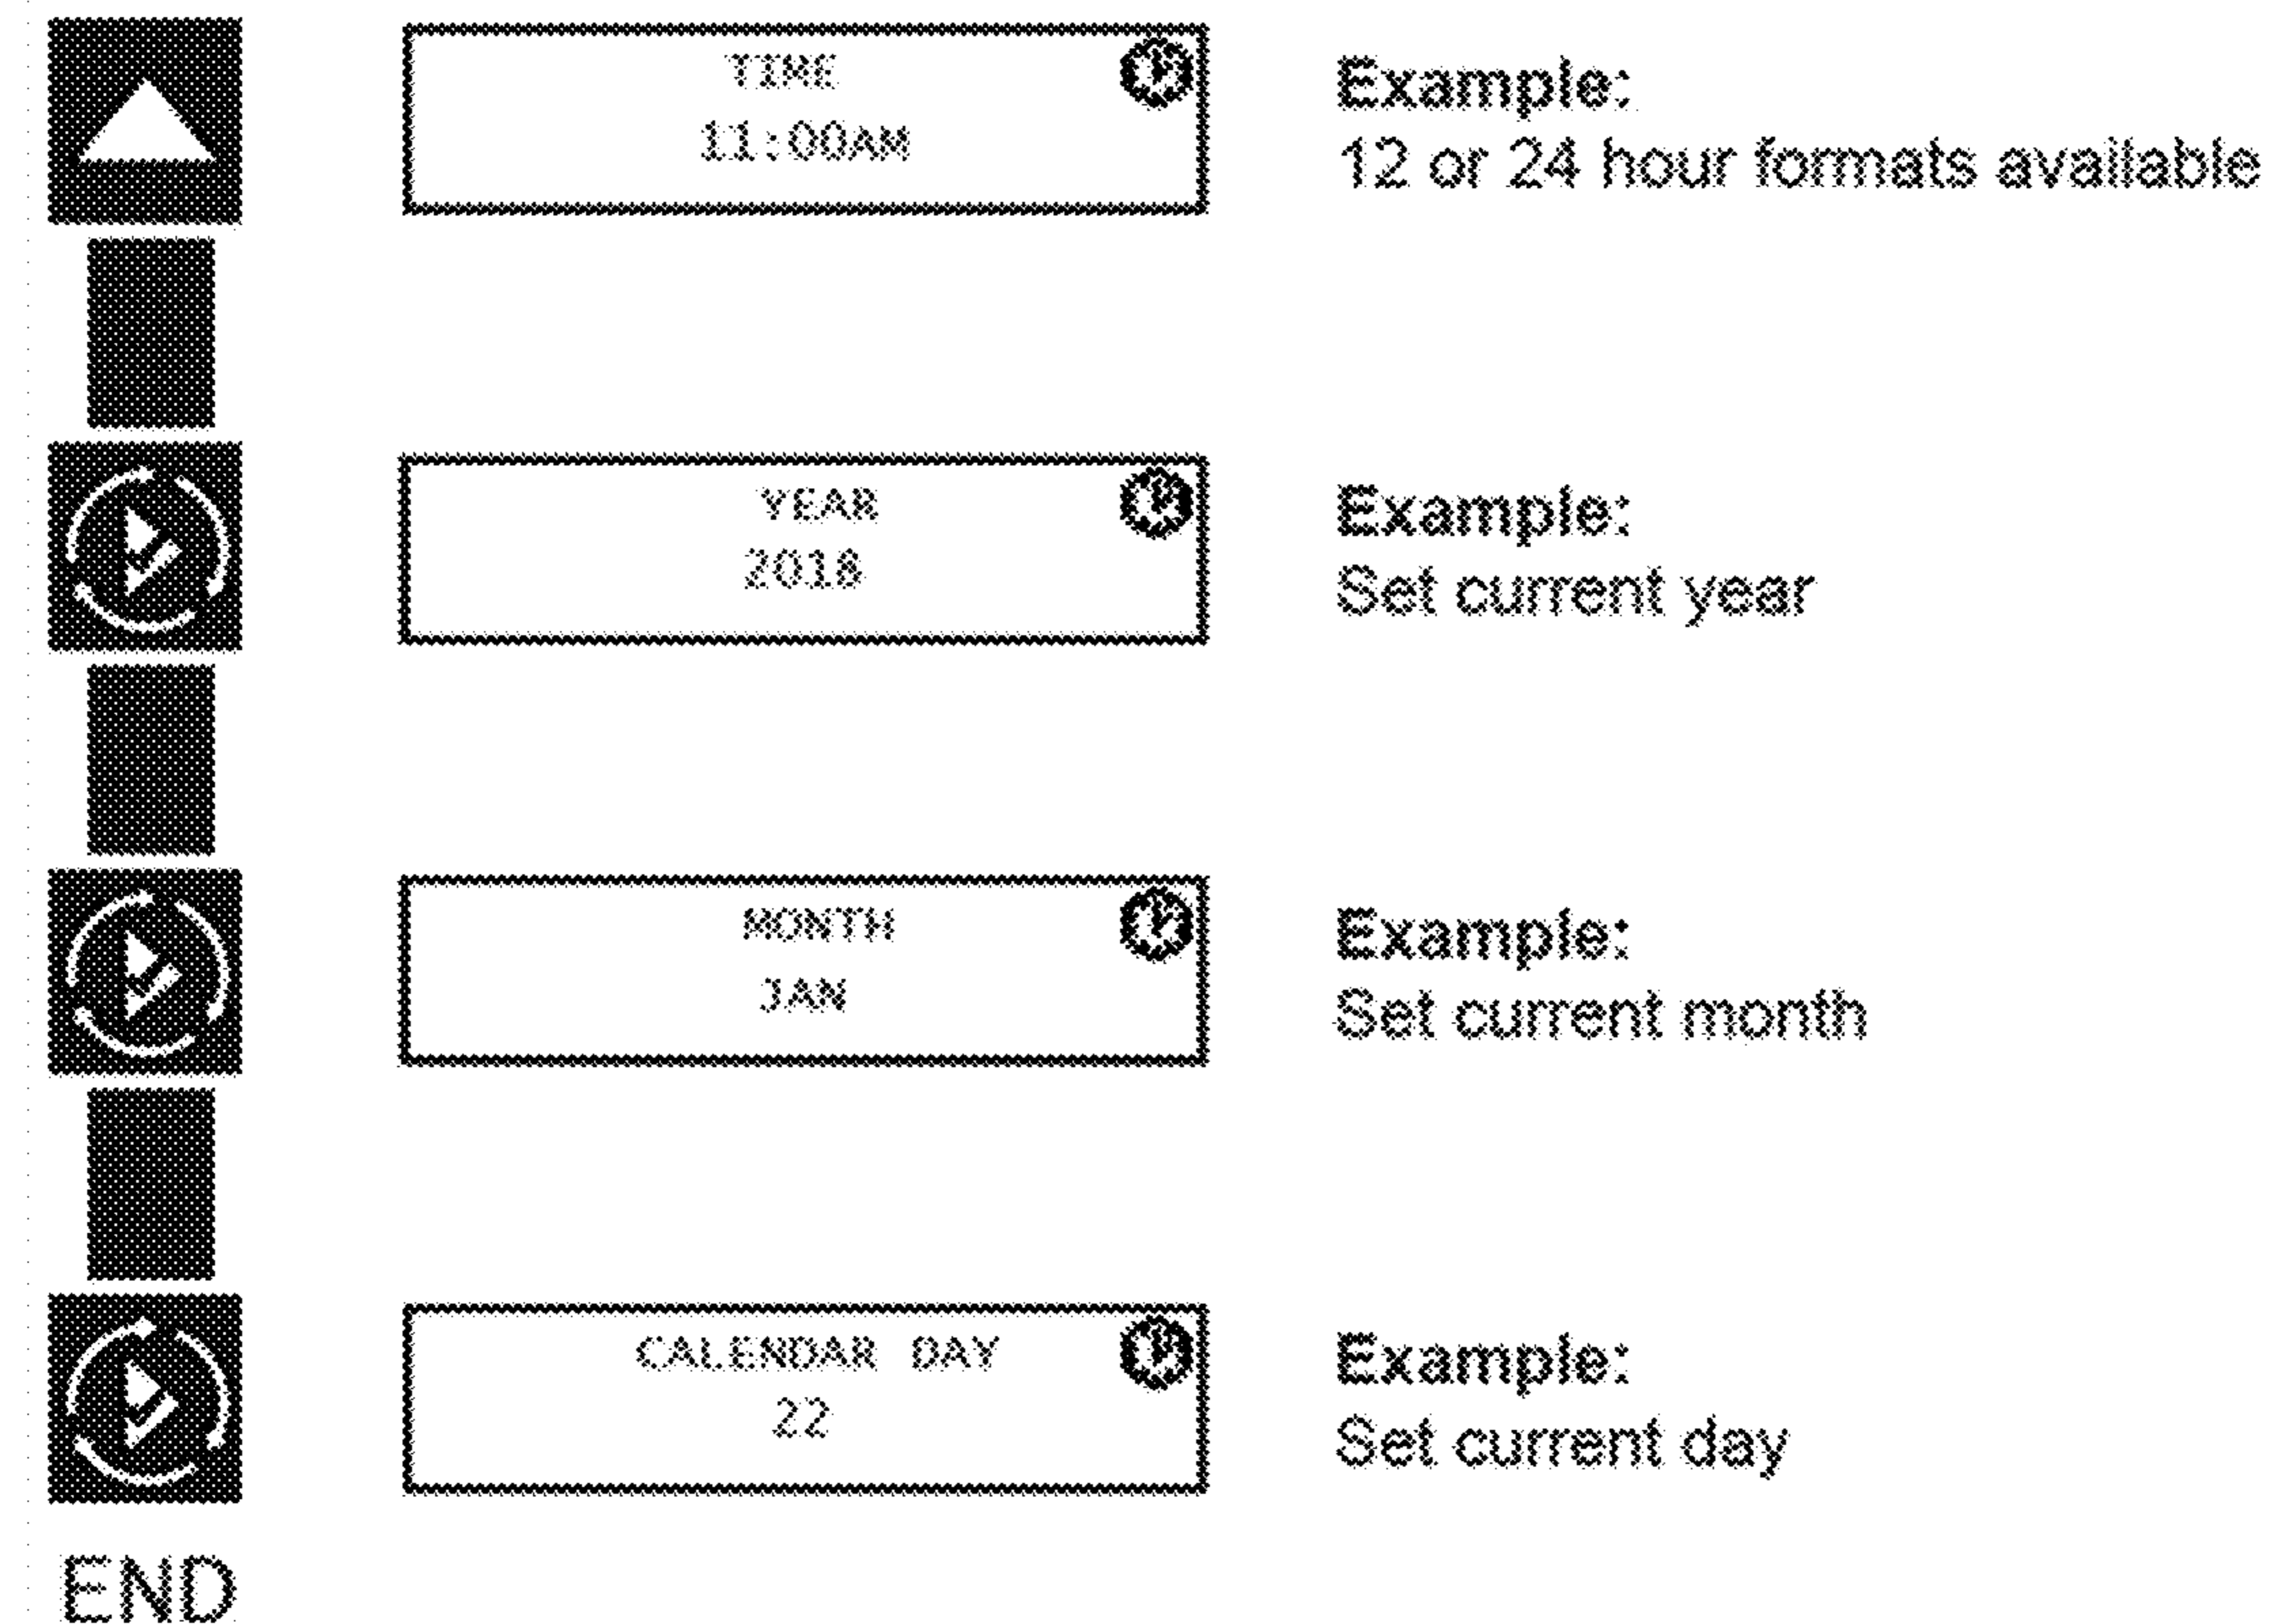 TIME
11:00AM
Example:
12 or 24 hour formats available
YEAR
2018
Example:
Set current year
MONTH
JAN
Example:
Set current month
CALENDAR DAY
22
Example:
Set current day
END